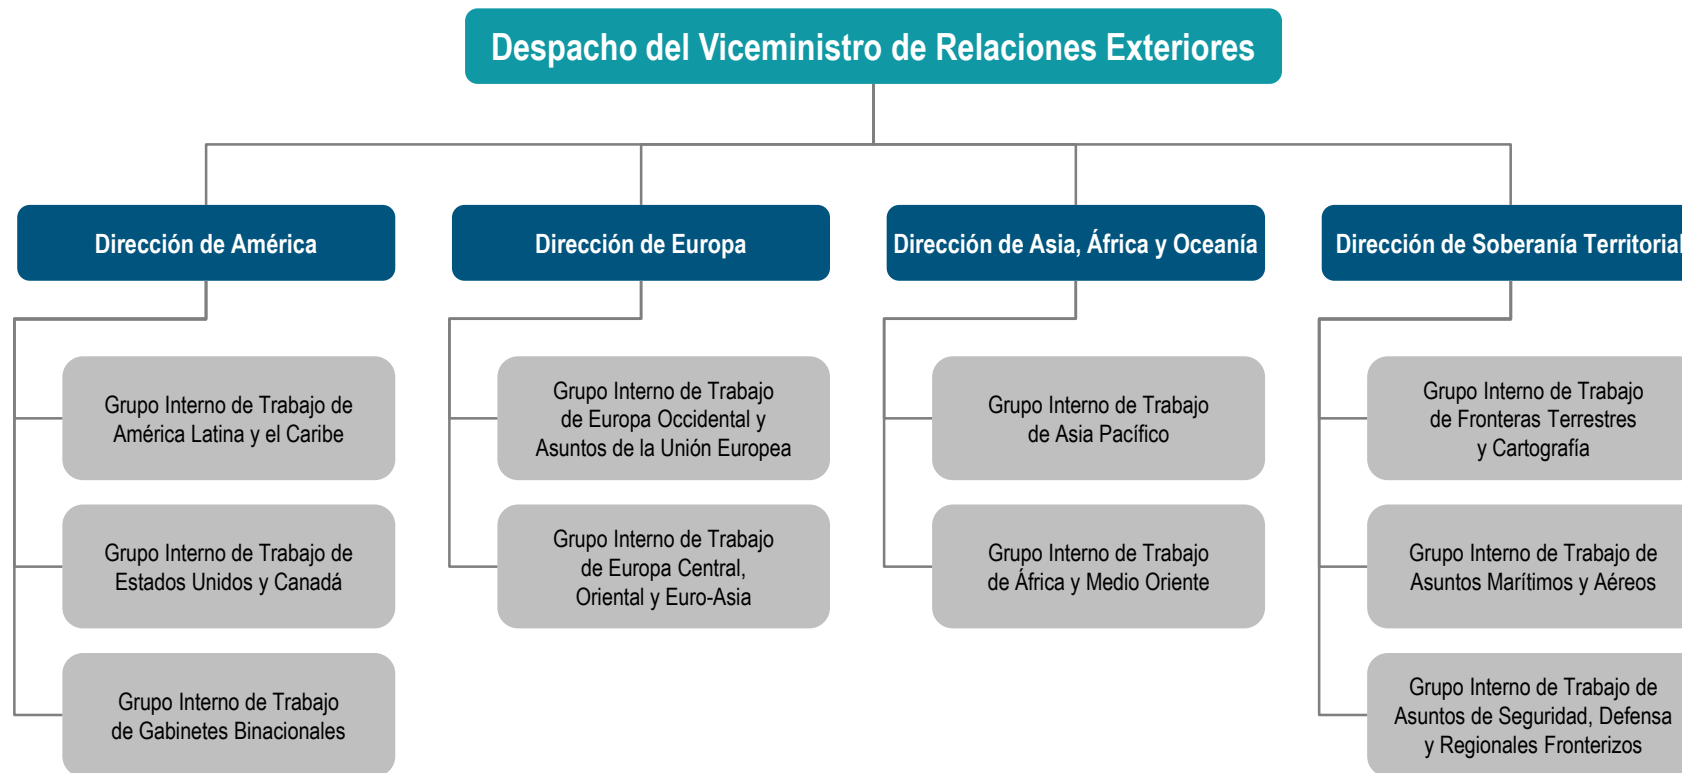 Despacho del Viceministro de Relaciones Exteriores
Dirección de América
Grupo Interno de Trabajo de
América Latina y el Caribe
Grupo Interno de Trabajo de
Estados Unidos y Canadá
Grupo Interno de Trabajo
de Gabinetes Binacionales
Dirección de Europa
Grupo Interno de Trabajo
de Europa Occidental y
Asuntos de la Unión Europea
Grupo Interno de Trabajo
de Europa Central,
Oriental y Euro-Asia
Dirección de Asia, África y Oceanía
Grupo Interno de Trabajo
de Asia Pacífico
Grupo Interno de Trabajo
de África y Medio Oriente
Dirección de Soberanía Territorial
Grupo Interno de Trabajo
de Fronteras Terrestres
y Cartografía
Grupo Interno de Trabajo de
Asuntos Marítimos y Aéreos
Grupo Interno de Trabajo de
Asuntos de Seguridad, Defensa
y Regionales Fronterizos